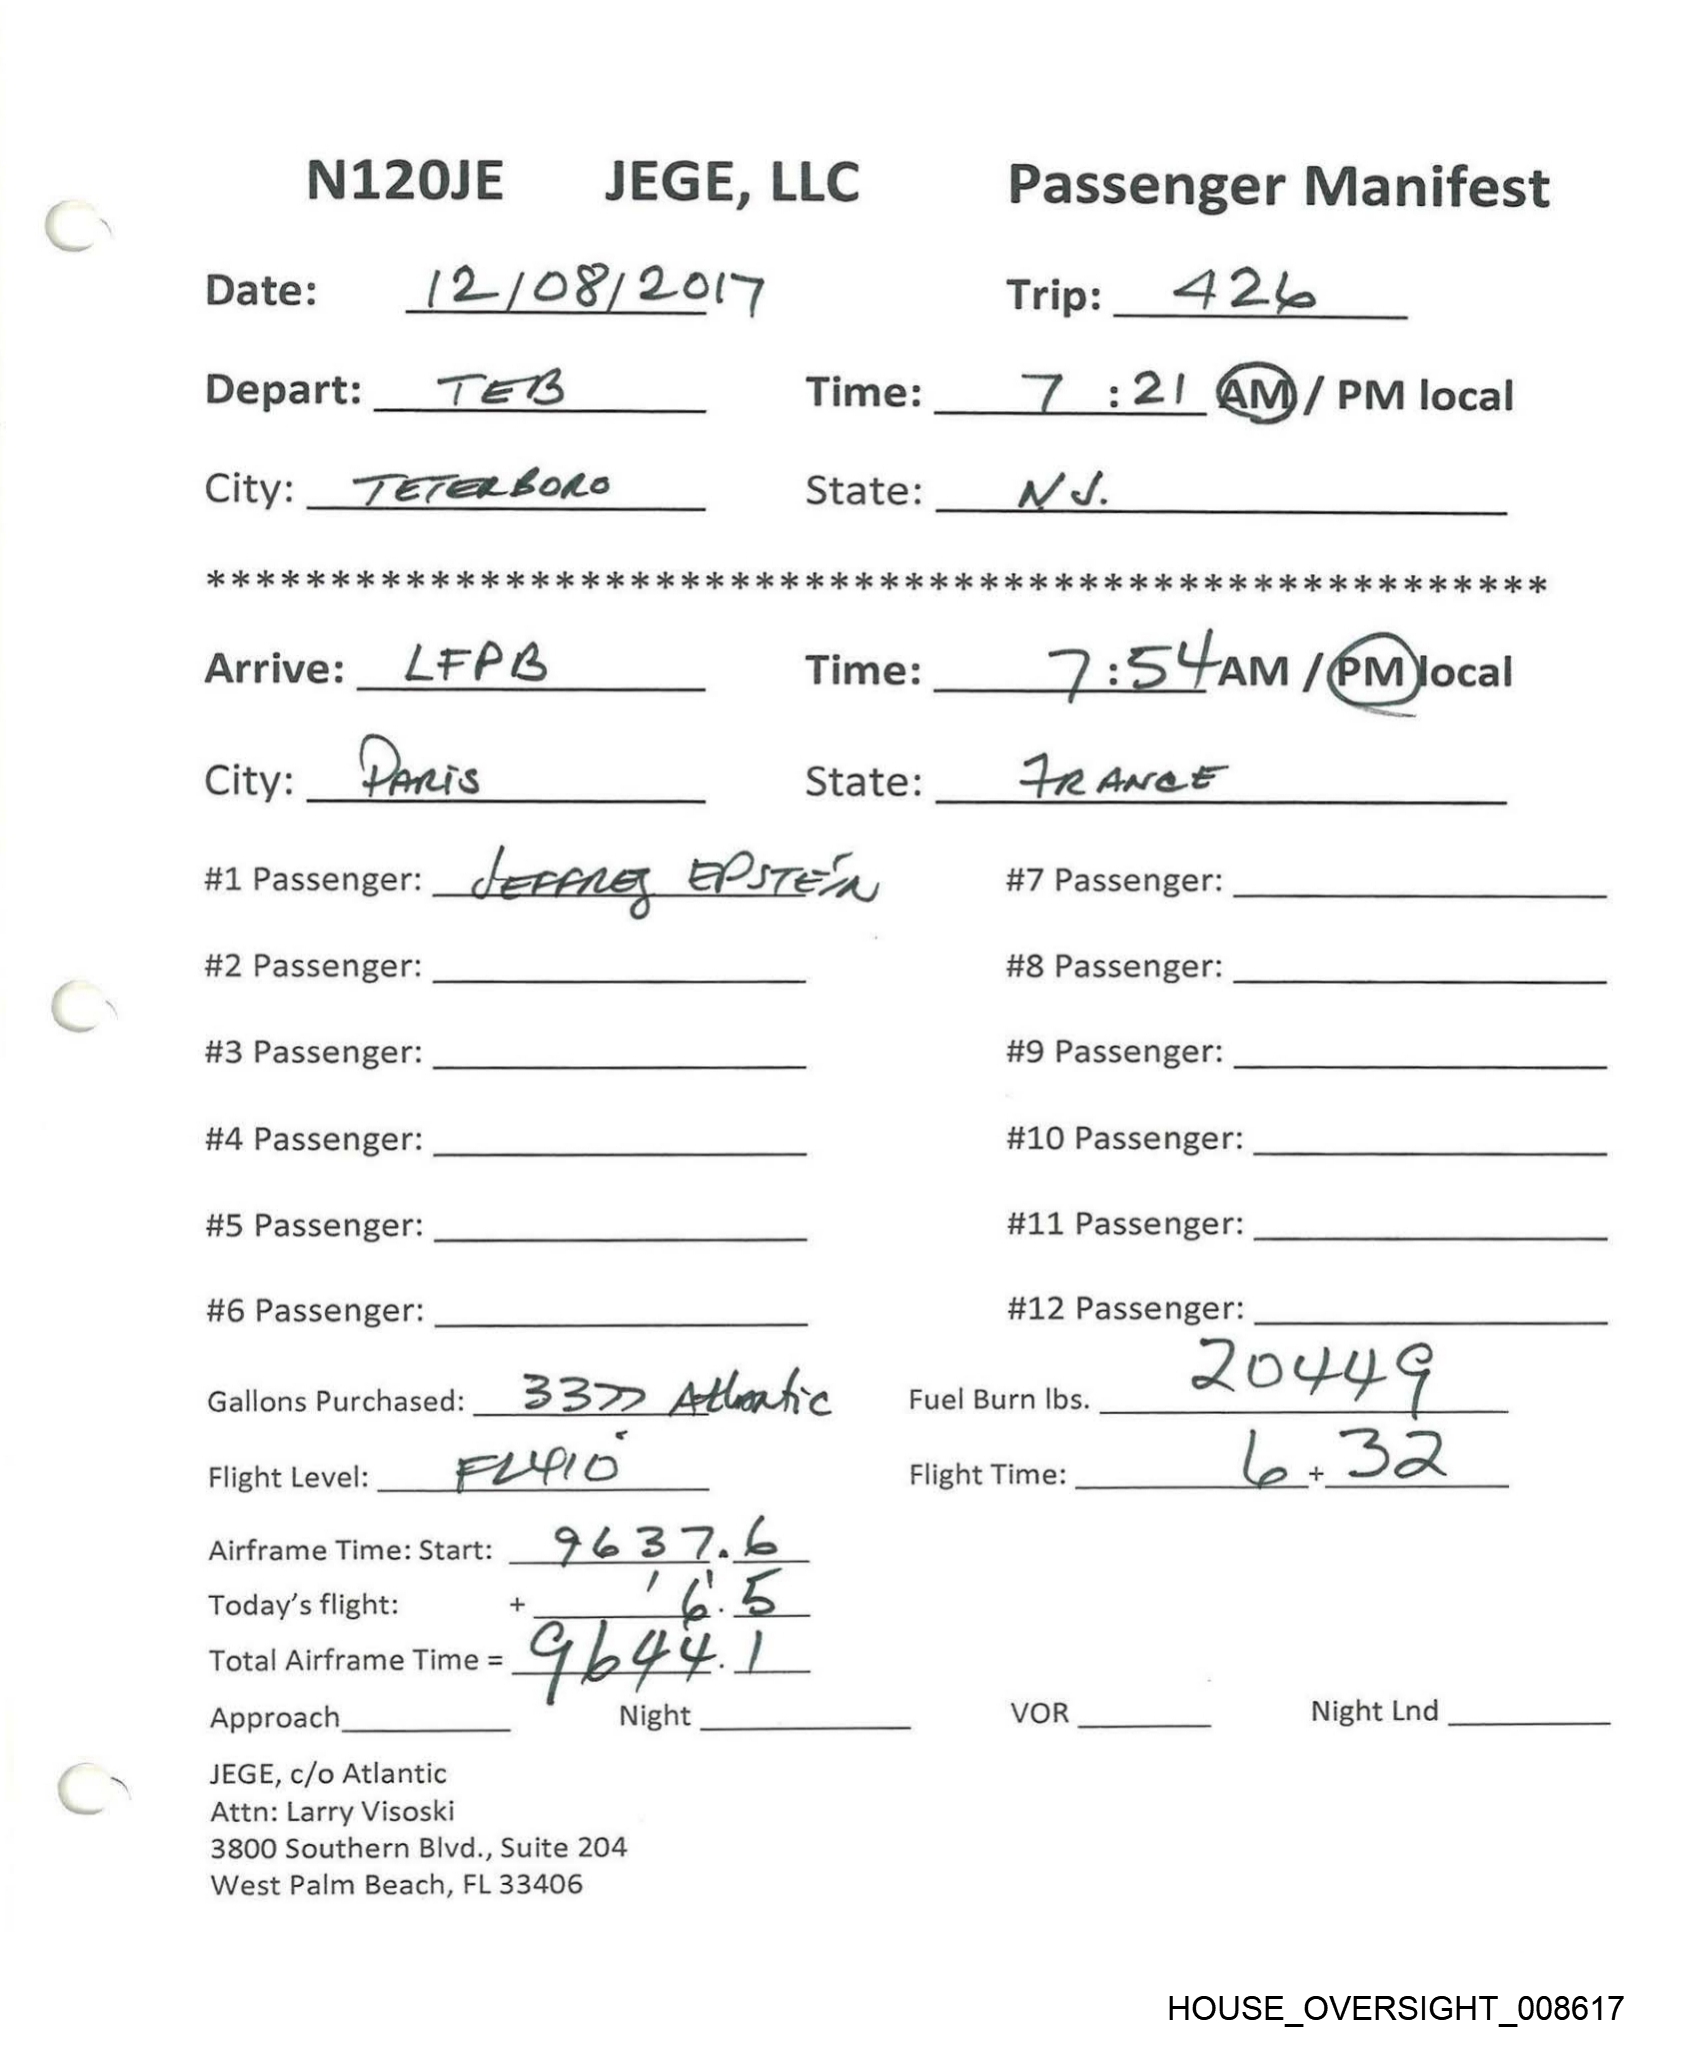 N120JE JEGE, LLC Passenger Manifest
Date: 12/08/2017 Trip: 426
Depart: TEB Time: 7 : 21 AM / PM local
City: TETERBORO State: NJ.
******************************************************
Arrive: LFPB Time: 7:54 AM / PM local
City: PARIS State: FRANCE
#1 Passenger: JEFFREY EPSTEIN #7 Passenger:
#2 Passenger: #8 Passenger:
#3 Passenger: #9 Passenger:
#4 Passenger: #10 Passenger:
#5 Passenger: #11 Passenger:
#6 Passenger: #12 Passenger:
Gallons Purchased: 3377 Atlantic Fuel Burn lbs. 20449
Flight Level: FL410 Flight Time: 6 + 32
Airframe Time: Start: 9637.6
Today's flight: + 6.5
Total Airframe Time = 9644.1
Approach Night VOR Night Lnd
JEGE, c/o Atlantic
Attn: Larry Visoski
3800 Southern Blvd., Suite 204
West Palm Beach, FL 33406
HOUSE_OVERSIGHT_008617